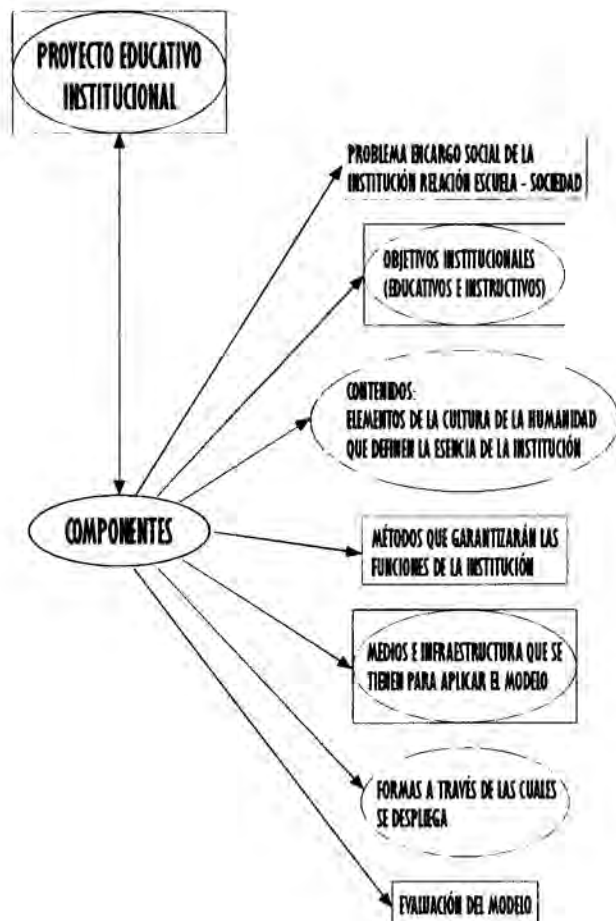 PROYECTO EDUCATIVO
INSTITUCIONAL
PROBLEMA ENCARGO SOCIAL DE LA
INSTITUCIÓN RELACIÓN ESCUELA - SOCIEDAD
OBJETIVOS INSTITUCIONALES
(EDUCATIVOS E INSTRUCTIVOS)
CONTENIDOS:
ELEMENTOS DE LA CULTURA DE LA HUMANIDAD
QUE DEFINEN LA ESENCIA DE LA INSTITUCIÓN
COMPONENTES
MÉTODOS QUE GARANTIZARÁN LAS
FUNCIONES DE LA INSTITUCIÓN
MEDIOS E INFRAESTRUCTURA QUE SE
TIENEN PARA APLICAR EL MODELO
FORMAS A TRAVÉS DE LAS CUALES
SE DESPLIEGA
EVALUACIÓN DEL MODELO